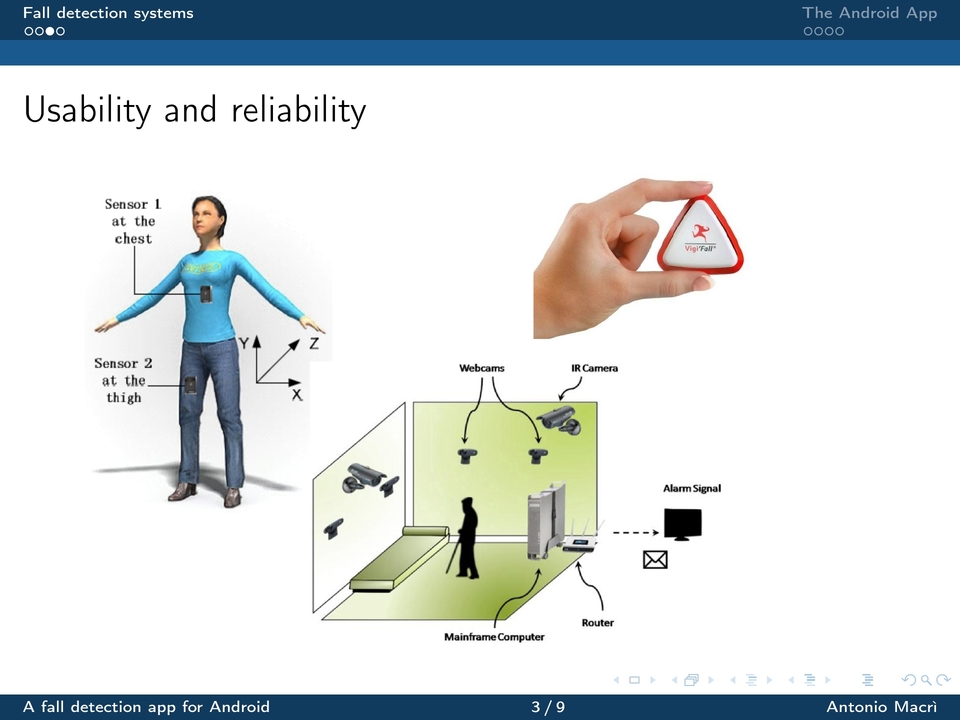 Fall detection systems
The Android App
Usability and reliability
Sensor 1
at the
chest
Vigi'Fall®
Y
Z
X
Sensor 2
at the
thigh
Webcams
IR Camera
Alarm Signal
Router
Mainframe Computer
A fall detection app for Android
3 / 9
Antonio Macrì